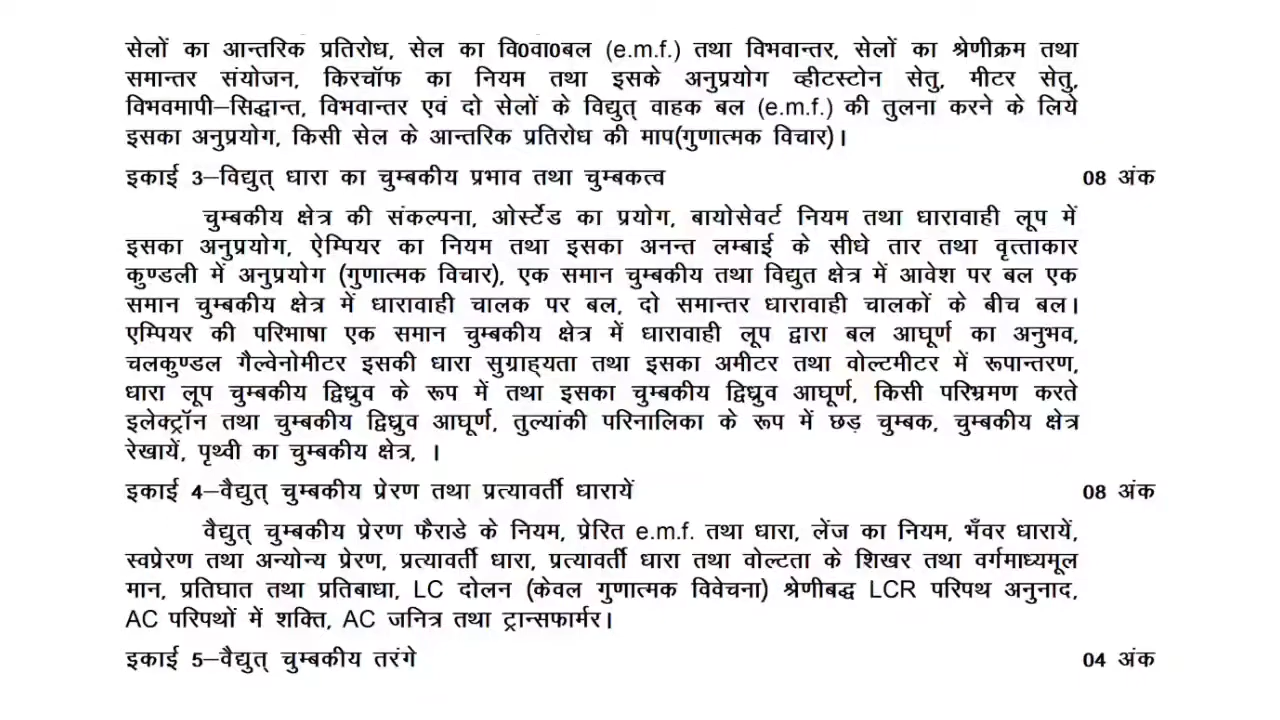 सेलों का आन्तरिक प्रतिरोध, सेल का वि0वा0बल (e.m.f.) तथा विभवान्तर, सेलों का श्रेणीक्रम तथा
समान्तर संयोजन, किरचॉफ का नियम तथा इसके अनुप्रयोग व्हीटस्टोन सेतु, मीटर सेतु,
विभवमापी–सिद्धान्त, विभवान्तर एवं दो सेलों के विद्युत् वाहक बल (e.m.f.) की तुलना करने के लिये
इसका अनुप्रयोग, किसी सेल के आन्तरिक प्रतिरोध की माप(गुणात्मक विचार)।
इकाई 3–विद्युत् धारा का चुम्बकीय प्रभाव तथा चुम्बकत्व 08 अंक
चुम्बकीय क्षेत्र की संकल्पना, ओर्स्टेड का प्रयोग, बायोसेवर्ट नियम तथा धारावाही लूप में
इसका अनुप्रयोग, ऐम्पियर का नियम तथा इसका अनन्त लम्बाई के सीधे तार तथा वृत्ताकार
कुण्डली में अनुप्रयोग (गुणात्मक विचार), एक समान चुम्बकीय तथा विद्युत क्षेत्र में आवेश पर बल एक
समान चुम्बकीय क्षेत्र में धारावाही चालक पर बल, दो समान्तर धारावाही चालकों के बीच बल।
एम्पियर की परिभाषा एक समान चुम्बकीय क्षेत्र में धारावाही लूप द्वारा बल आघूर्ण का अनुभव,
चलकुण्डल गैल्वेनोमीटर इसकी धारा सुग्राह्यता तथा इसका अमीटर तथा वोल्टमीटर में रूपान्तरण,
धारा लूप चुम्बकीय द्विध्रुव के रूप में तथा इसका चुम्बकीय द्विध्रुव आघूर्ण, किसी परिभ्रमण करते
इलेक्ट्रॉन तथा चुम्बकीय द्विध्रुव आघूर्ण, तुल्यांकी परिनालिका के रूप में छड़ चुम्बक, चुम्बकीय क्षेत्र
रेखायें, पृथ्वी का चुम्बकीय क्षेत्र, ।
इकाई 4–वैद्युत् चुम्बकीय प्रेरण तथा प्रत्यावर्ती धारायें 08 अंक
वैद्युत् चुम्बकीय प्रेरण फैराडे के नियम, प्रेरित e.m.f. तथा धारा, लेंज का नियम, भँवर धारायें,
स्वप्रेरण तथा अन्योन्य प्रेरण, प्रत्यावर्ती धारा, प्रत्यावर्ती धारा तथा वोल्टता के शिखर तथा वर्गमाध्यमूल
मान, प्रतिघात तथा प्रतिबाधा, LC दोलन (केवल गुणात्मक विवेचना) श्रेणीबद्ध LCR परिपथ अनुनाद,
AC परिपथों में शक्ति, AC जनित्र तथा ट्रान्सफार्मर।
इकाई 5–वैद्युत् चुम्बकीय तरंगे 04 अंक